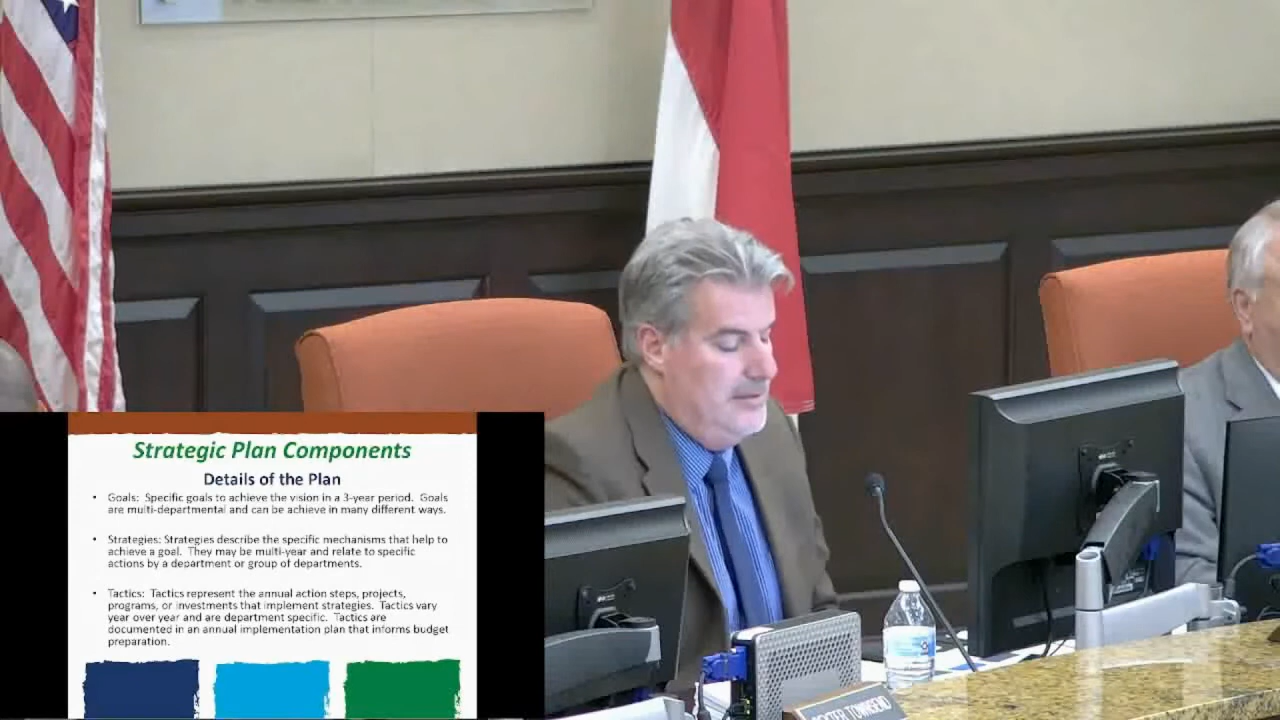 Strategic Plan Components
Details of the Plan
• Goals: Specific goals to achieve the vision in a 3-year period. Goals
are multi-departmental and can be achieve in many different ways.
• Strategies: Strategies describe the specific mechanisms that help to
achieve a goal. They may be multi-year and relate to specific
actions by a department or group of departments.
• Tactics: Tactics represent the annual action steps, projects,
programs, or investments that implement strategies. Tactics vary
year over year and are department specific. Tactics are
documented in an annual implementation plan that informs budget
preparation.
TOWNSEND